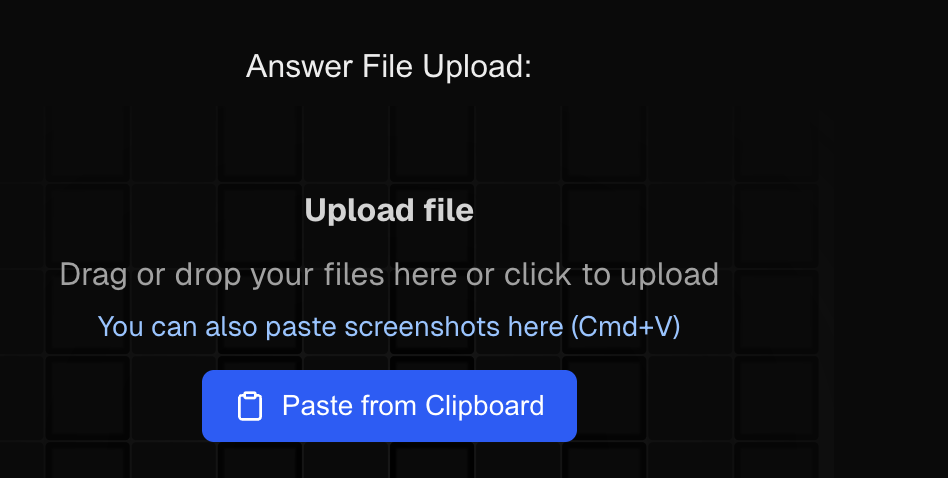 Answer File Upload:
Upload file
Drag or drop your files here or click to upload
You can also paste screenshots here (Cmd+V)
Paste from Clipboard